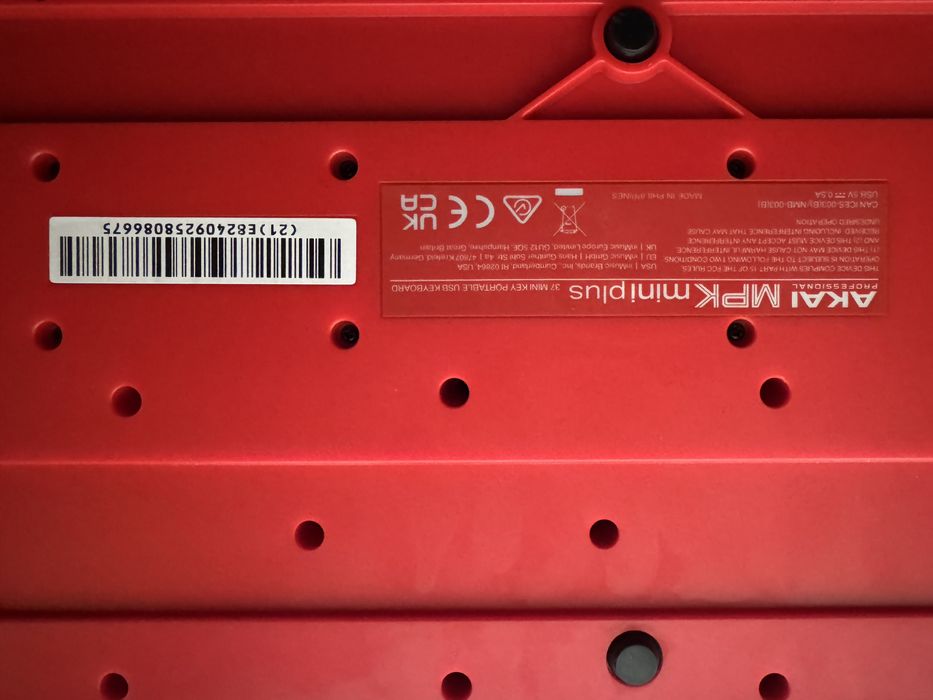 AKAI MPK mini plus
PROFESSIONAL
37 MINI KEY PORTABLE USB KEYBOARD
THIS DEVICE COMPLIES WITH PART 15 OF THE FCC RULES.
OPERATION IS SUBJECT TO THE FOLLOWING TWO CONDITIONS:
(1) THIS DEVICE MAY NOT CAUSE HARMFUL INTERFERENCE,
AND (2) THIS DEVICE MUST ACCEPT ANY INTERFERENCE
RECEIVED, INCLUDING INTERFERENCE THAT MAY CAUSE
UNDESIRED OPERATION.
CAN ICES-003(B)/NMB-003(B)
USB 5V ⎓ 0.5A
USA | inMusic Brands, Inc., Cumberland, RI 02864, USA
EU | inMusic GmbH | Hans-Günther Sohl-Str. 4a | 47807 Krefeld Germany
UK | inMusic Europe Limited, GU12 5QE, Hampshire, Great Britain
MADE IN PHILIPPINES
CE
UK
CA
(21)EB2409258086675